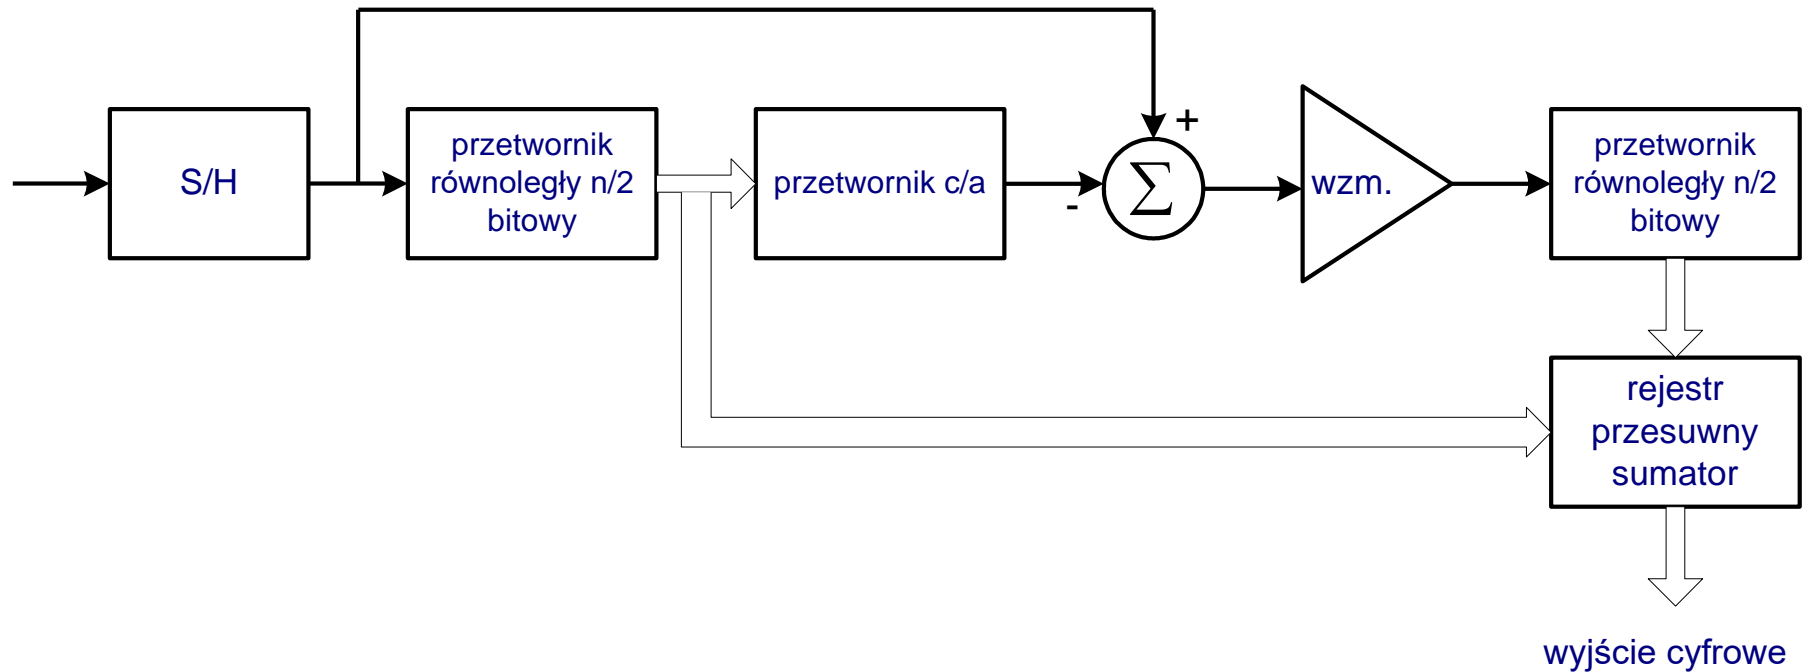 S/H
przetwornik
równoległy n/2
bitowy
przetwornik c/a
-
+
Σ
wzm.
przetwornik
równoległy n/2
bitowy
rejestr
przesuwny
sumator
wyjście cyfrowe